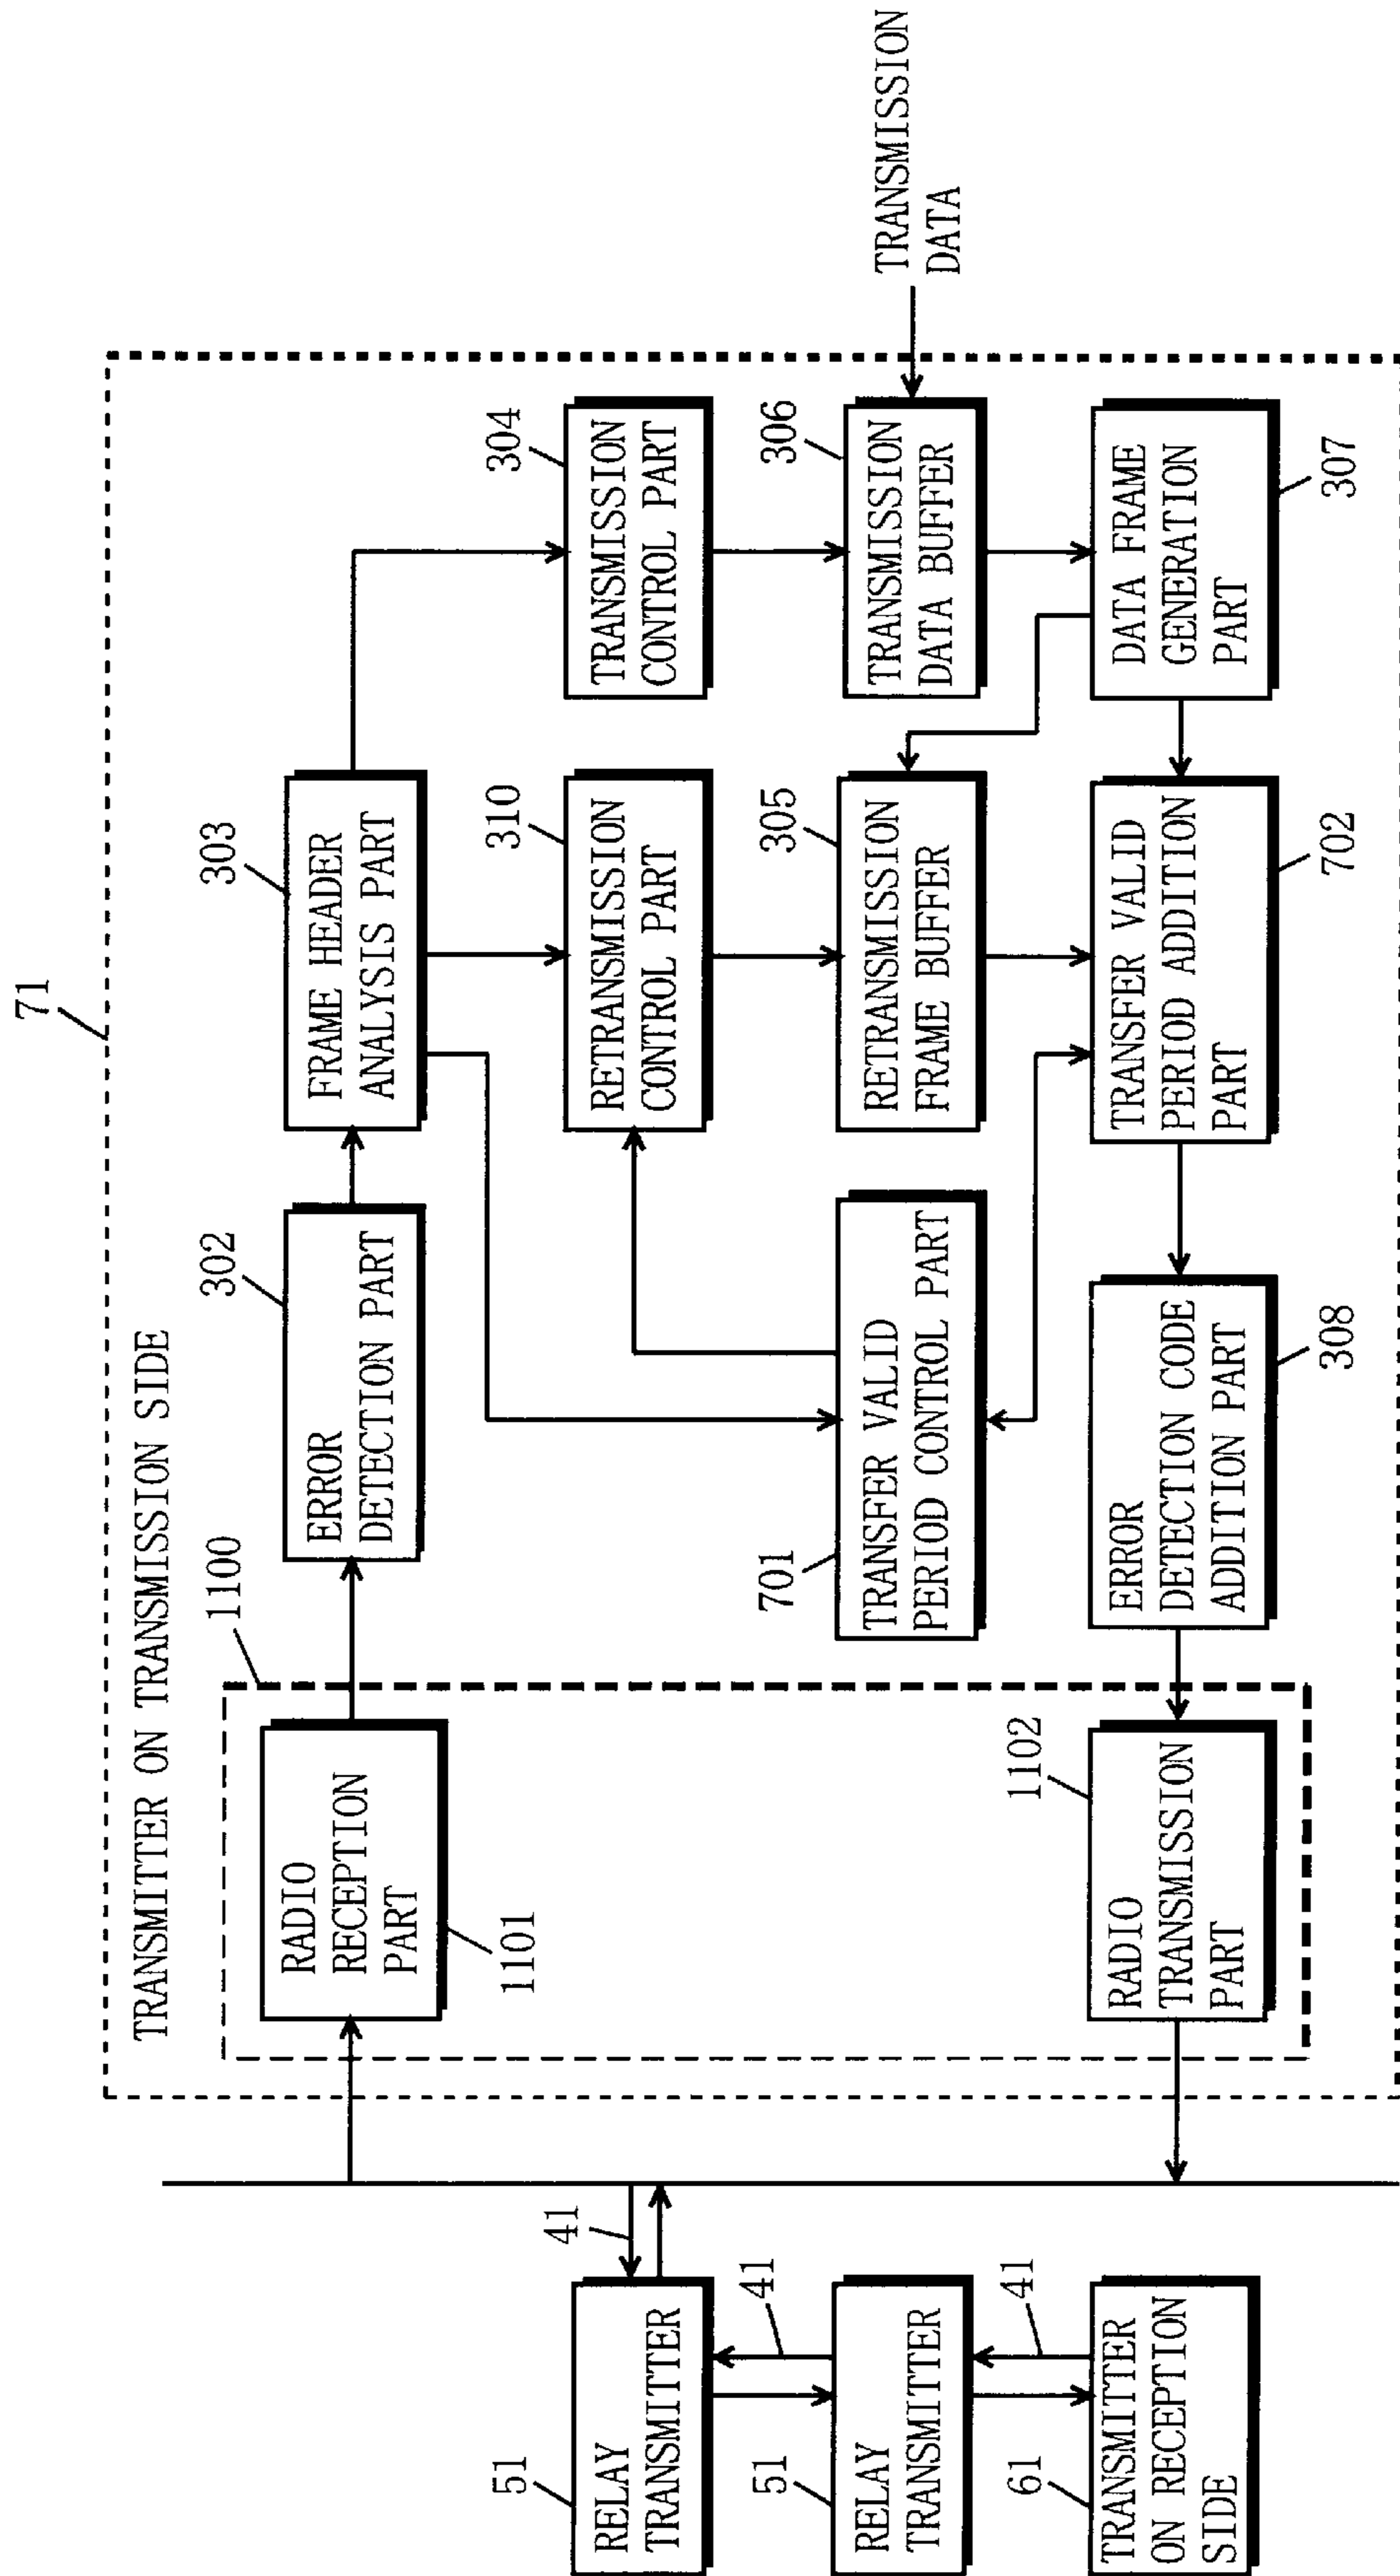 71
TRANSMITTER ON TRANSMISSION SIDE
1100
RADIO
RECEPTION
PART
1101
302
ERROR
DETECTION PART
303
FRAME HEADER
ANALYSIS PART
304
TRANSMISSION
CONTROL PART
310
RETRANSMISSION
CONTROL PART
306
TRANSMISSION
DATA BUFFER
TRANSMISSION
DATA
305
RETRANSMISSION
FRAME BUFFER
701
TRANSFER VALID
PERIOD CONTROL PART
DATA FRAME
GENERATION
PART
307
TRANSFER VALID
PERIOD ADDITION
PART
702
ERROR
DETECTION CODE
ADDITION PART
308
1102
RADIO
TRANSMISSION
PART
41
51
RELAY
TRANSMITTER
41
51
RELAY
TRANSMITTER
41
61
TRANSMITTER
ON RECEPTION
SIDE